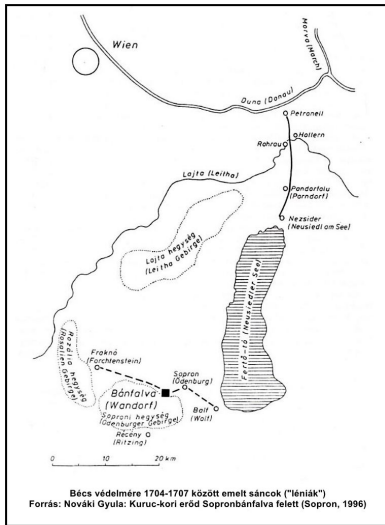 Wien
Morva (March)
Duna (Donau)
Petronell
Hollern
Rohrau
Lajta (Leitha)
Pándorfalu
(Parndorf)
Nezsider
(Neusiedl am See)
Lajta hegység
(Leitha Gebirge)
Fertő-tó (Neusiedler See)
Rozália hegység
(Rosalien Gebirge)
Fraknó
(Forchtenstein)
Bánfalva
(Wandorf)
Sopron
(Ödenburg)
Soproni hegység
(Ödenburger Gebirge)
Balf
(Wolf)
Récény
(Ritzing)
0 10 20 km
Bécs védelmére 1704-1707 között emelt sáncok ("léniák")
Forrás: Nováki Gyula: Kuruc-kori erőd Sopronbánfalva felett (Sopron, 1996)